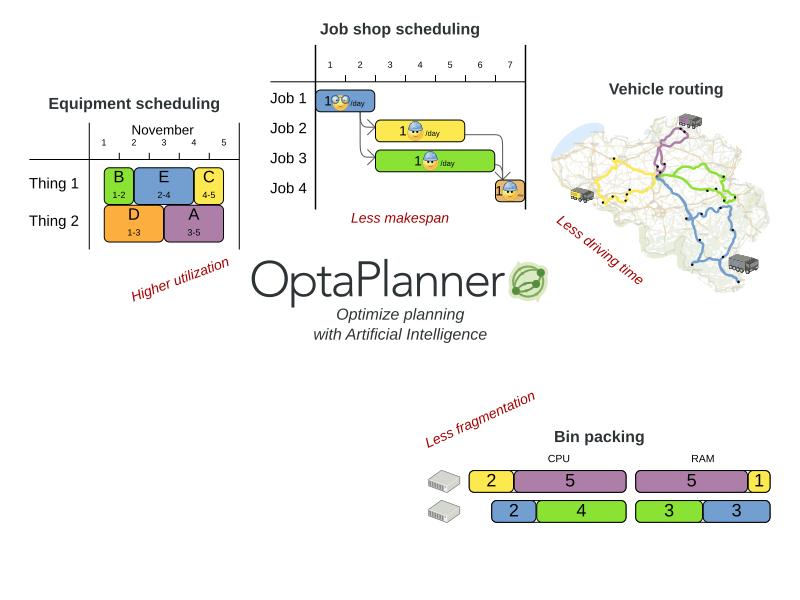 Job shop scheduling
1 2 3 4 5 6 7
Job 1
1 /day
Job 2
1 /day
Job 3
1 /day
Job 4
1
Less makespan
Equipment scheduling
November
1 2 3 4 5
Thing 1
B E C
1-2 2-4 4-5
Thing 2
D A
1-3 3-5
Higher utilization
Vehicle routing
Less driving time
OptaPlanner
Optimize planning
with Artificial Intelligence
Less fragmentation
Bin packing
CPU RAM
2 5 5 1
2 4 3 3